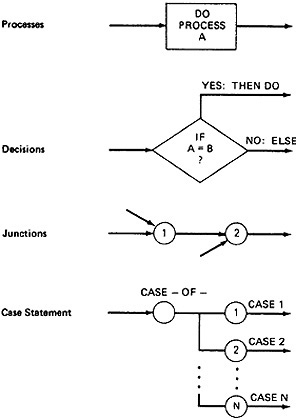 Processes
DO
PROCESS
A
YES: THEN DO
Decisions
IF
A = B
?
NO: ELSE
Junctions
1
2
CASE – OF –
Case Statement
1 CASE 1
2 CASE 2
N CASE N